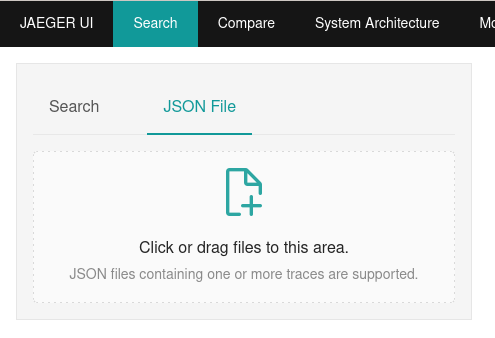 JAEGER UI Search Compare System Architecture Mo
Search JSON File
Click or drag files to this area.
JSON files containing one or more traces are supported.